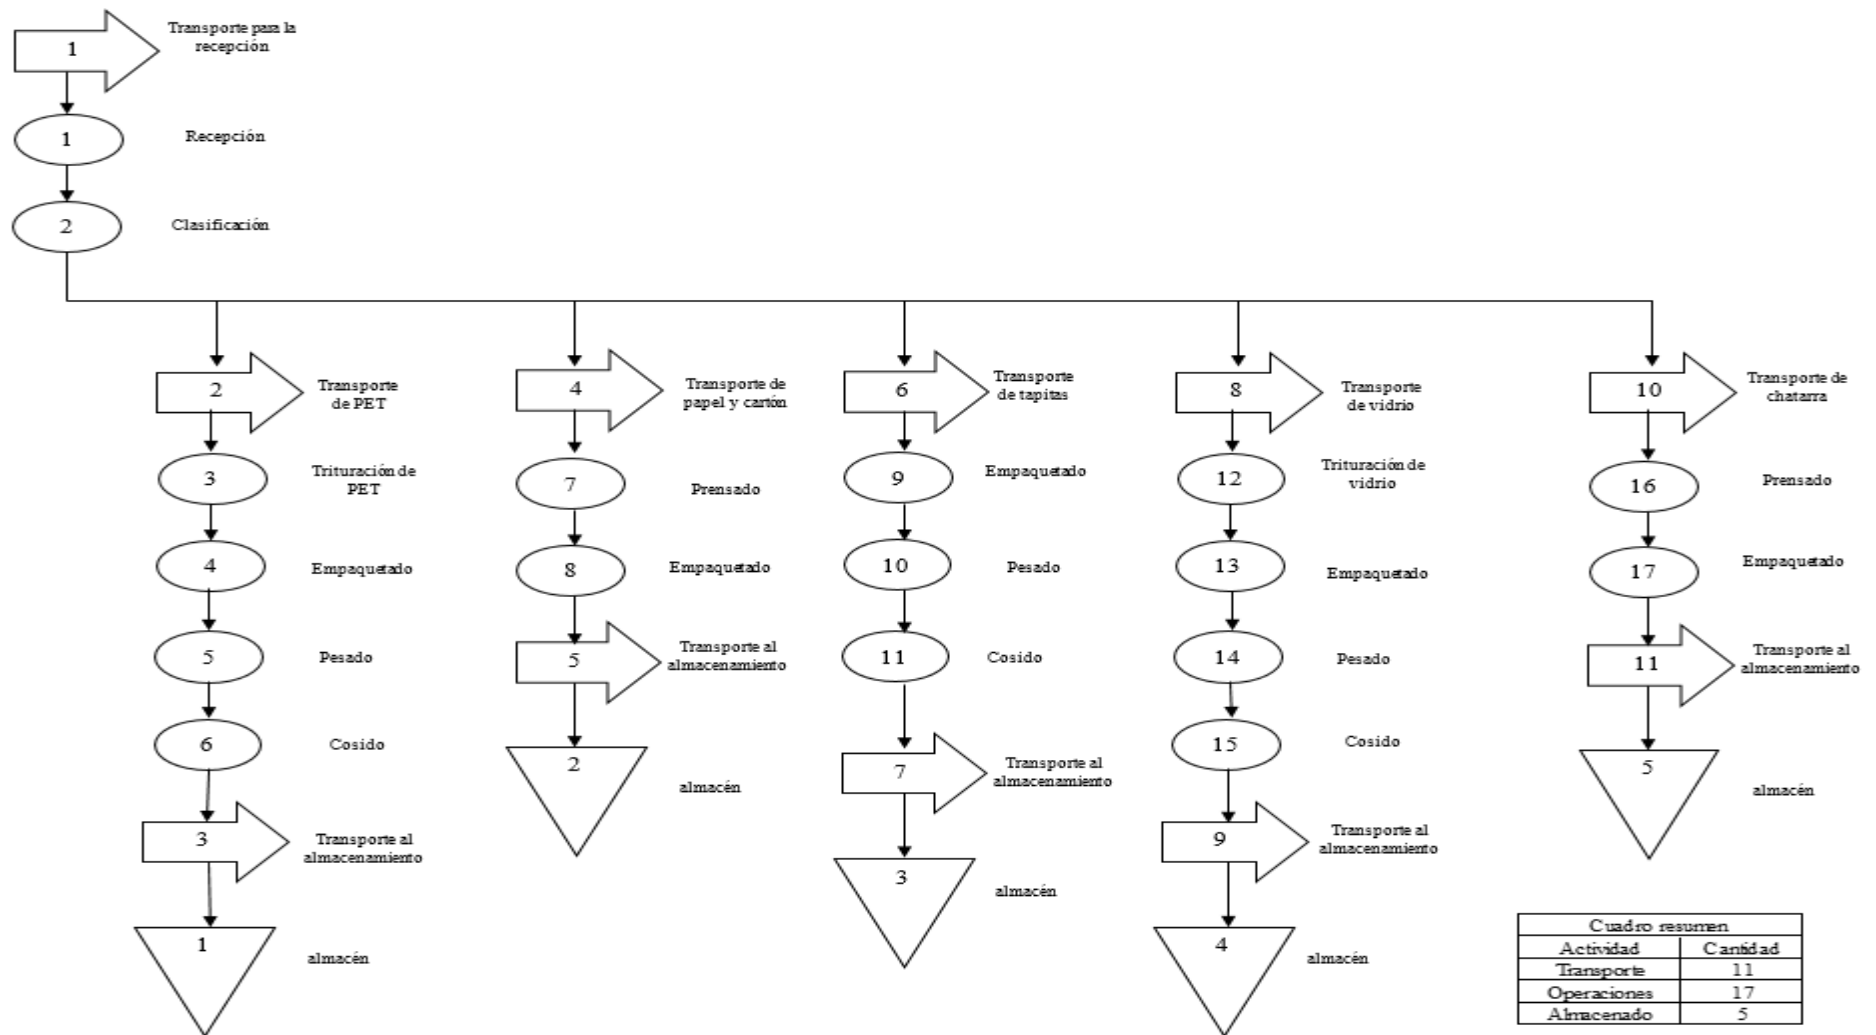 1
Transporte para la
recepción
1
Recepción
2
Clasificación
2
Transporte
de PET
3
Trituración de
PET
4
Empaquetado
5
Pesado
6
Cosido
3
Transporte al
almacenamiento
1
almacén
4
Transporte de
papel y cartón
7
Prensado
8
Empaquetado
5
Transporte al
almacenamiento
2
almacén
6
Transporte
de tapitas
9
Empaquetado
10
Pesado
11
Cosido
7
Transporte al
almacenamiento
3
almacén
8
Transporte
de vidrio
12
Trituración de
vidrio
13
Empaquetado
14
Pesado
15
Cosido
9
Transporte al
almacenamiento
4
almacén
10
Transporte de
chatarra
16
Prensado
17
Empaquetado
11
Transporte al
almacenamiento
5
almacén
Cuadro resumen
Actividad Cantidad
Transporte 11
Operaciones 17
Almacenado 5